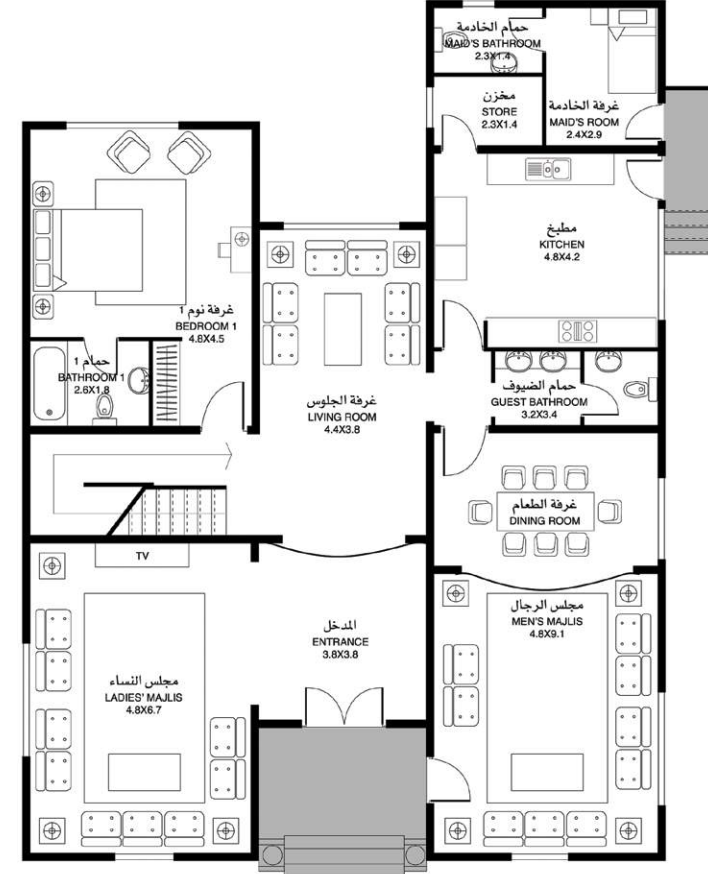 حمام الخادمة
MAID'S BATHROOM
2.3X1.4
مخزن
STORE
2.3X1.4
غرفة الخادمة
MAID'S ROOM
2.4X2.9
مطبخ
KITCHEN
4.8X4.2
غرفة نوم 1
BEDROOM 1
4.8X4.5
حمام 1
BATHROOM 1
2.6X1.8
غرفة الجلوس
LIVING ROOM
4.4X3.8
حمام الضيوف
GUEST BATHROOM
3.2X3.4
غرفة الطعام
DINING ROOM
TV
المدخل
ENTRANCE
3.8X3.8
مجلس الرجال
MEN'S MAJLIS
4.8X9.1
مجلس النساء
LADIES' MAJLIS
4.8X6.7